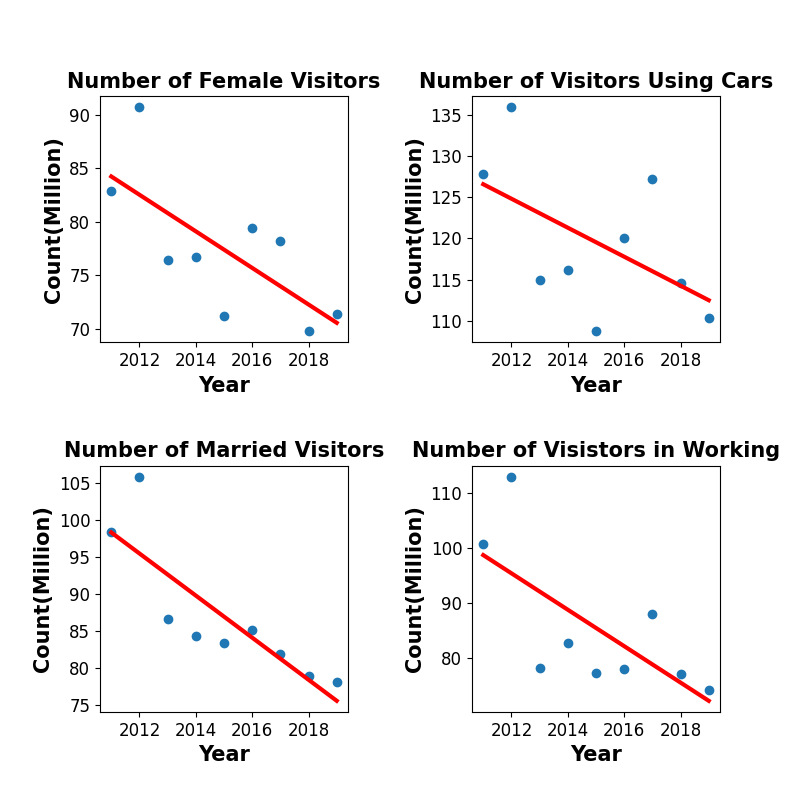 Number of Female Visitors
Count(Million)
90
85
80
75
70
2012 2014 2016 2018
Year
Number of Visitors Using Cars
Count(Million)
135
130
125
120
115
110
2012 2014 2016 2018
Year
Number of Married Visitors
Count(Million)
105
100
95
90
85
80
75
2012 2014 2016 2018
Year
Number of Visistors in Working
Count(Million)
110
100
90
80
2012 2014 2016 2018
Year